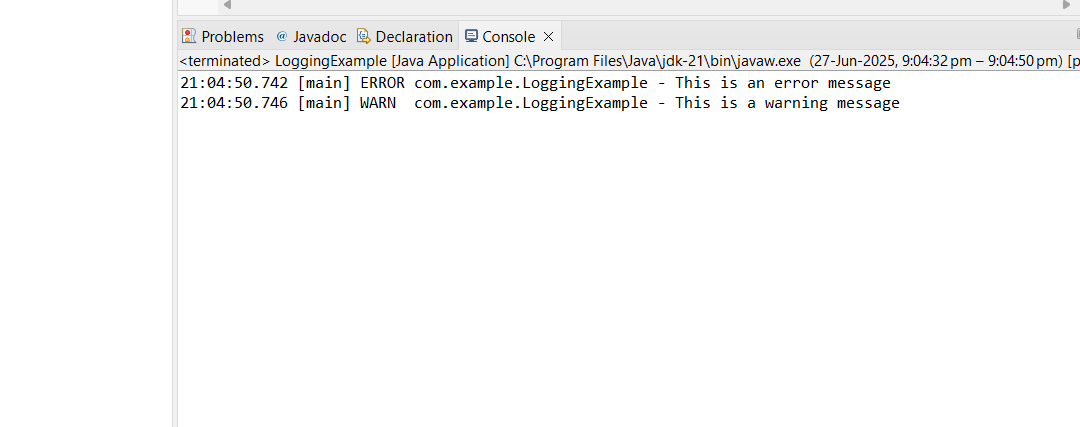 Problems @ Javadoc Declaration Console
<terminated> LoggingExample [Java Application] C:\Program Files\Java\jdk-21\bin\javaw.exe (27-Jun-2025, 9:04:32 pm – 9:04:50 pm) [p
21:04:50.742 [main] ERROR com.example.LoggingExample - This is an error message
21:04:50.746 [main] WARN  com.example.LoggingExample - This is a warning message